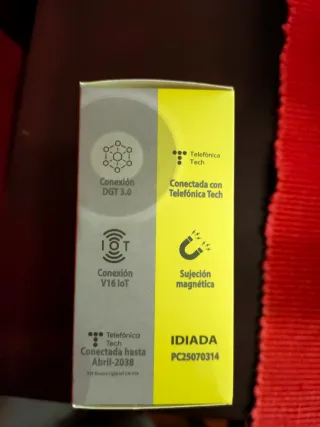 Conexión
DGT 3.0
Telefónica
Tech
Conectada con
Telefónica Tech
IOT
Conexión
V16 IoT
Sujeción
magnética
Telefónica
Tech
Conectada hasta
Abril-2038
IDIADA
PC25070314